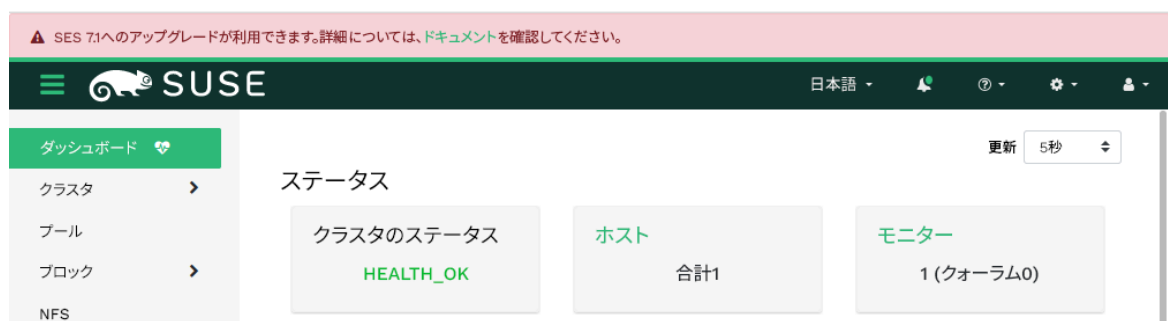 SES 7.1へのアップグレードが利用できます。詳細については、ドキュメントを確認してください。
SUSE
日本語
ダッシュボード
更新 5秒
クラスタ
ステータス
プール
クラスタのステータス ホスト モニター
ブロック
HEALTH_OK 合計1 1 (クォーラム0)
NFS